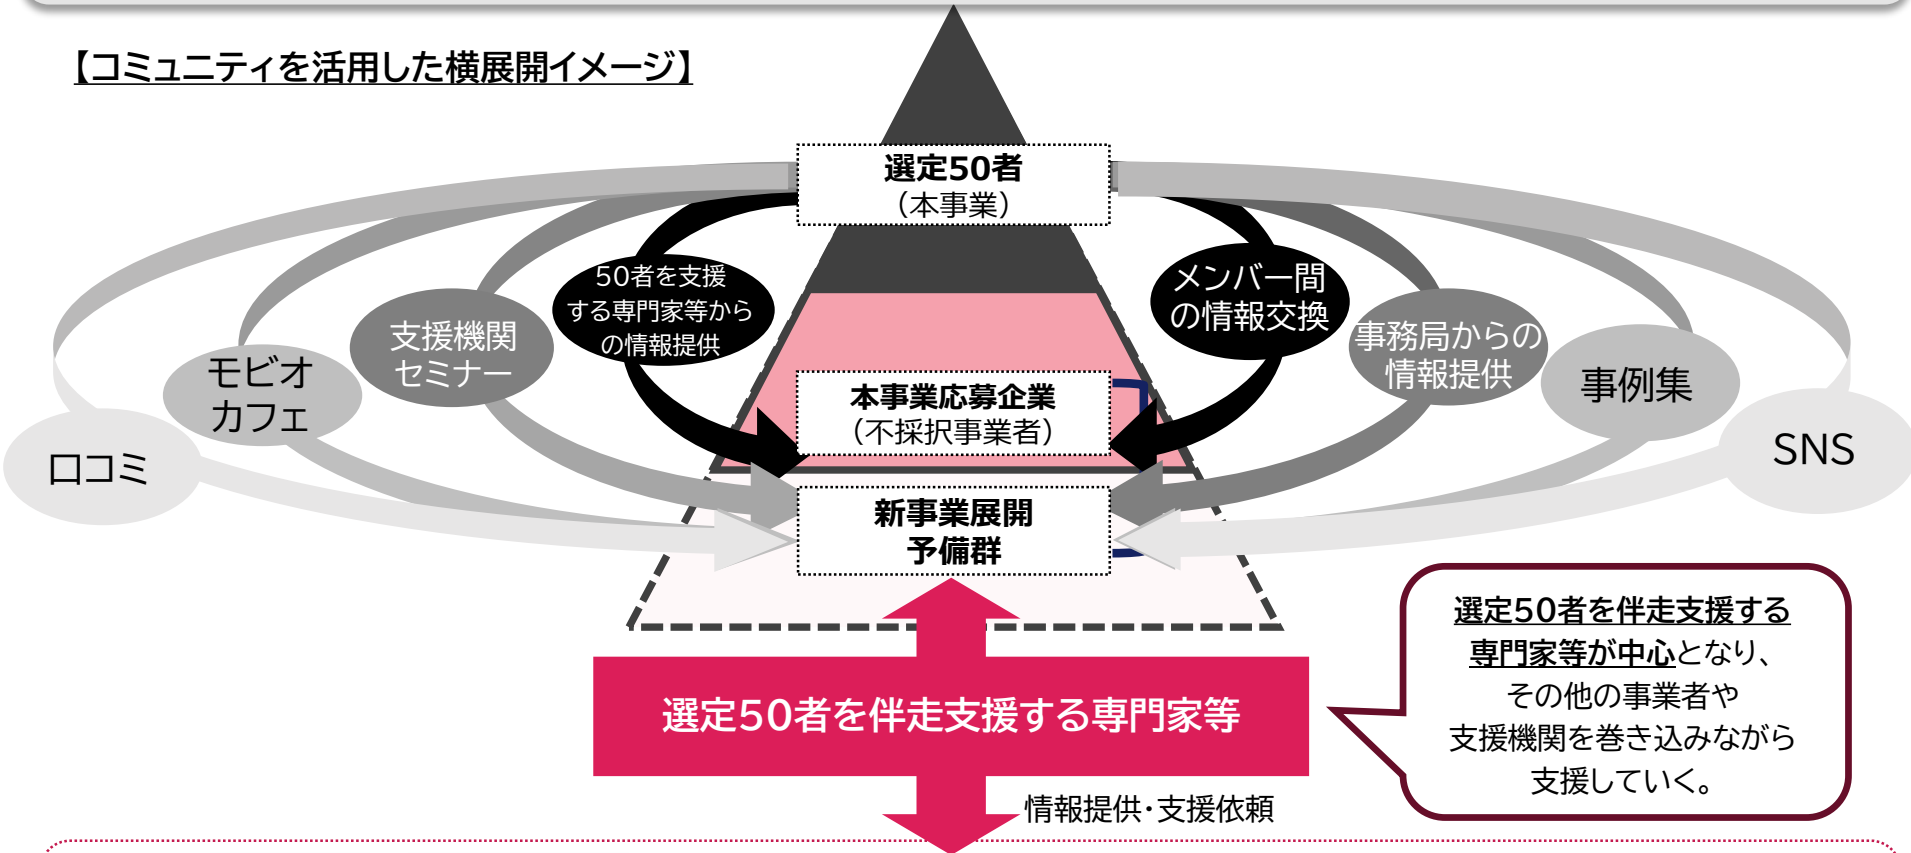 【コミュニティを活用した横展開イメージ】
選定50者
（本事業）
50者を支援
する専門家等から
の情報提供
メンバー間
の情報交換
支援機関
セミナー
事務局からの
情報提供
モビオ
カフェ
事例集
本事業応募企業
（不採択事業者）
口コミ
SNS
新事業展開
予備群
選定50者を伴走支援する
専門家等が中心となり、
その他の事業者や
支援機関を巻き込みながら
支援していく。
選定50者を伴走支援する専門家等
情報提供・支援依頼